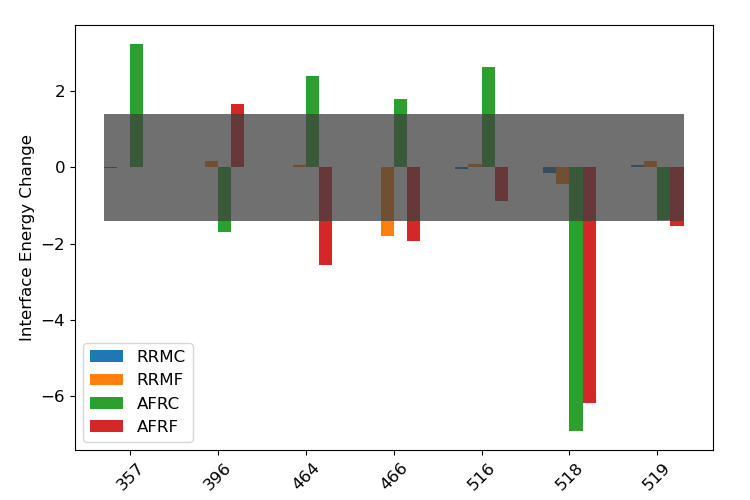 Interface Energy Change
2
0
−2
−4
−6
RRMC
RRMF
AFRC
AFRF
357
396
464
466
516
518
519